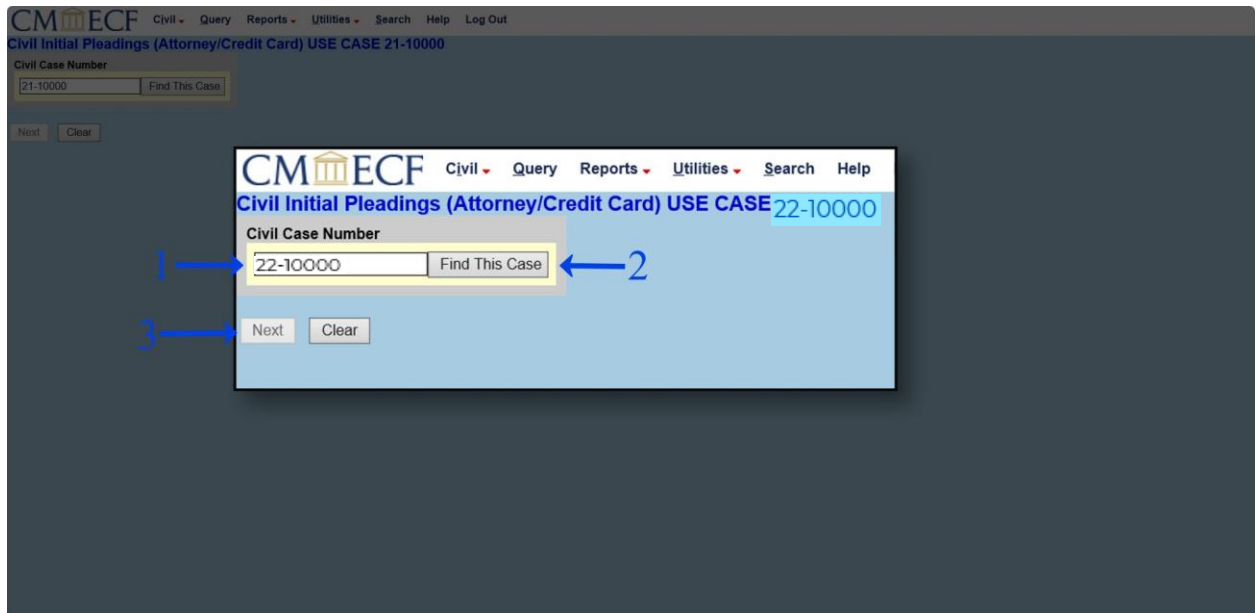 CM ECF Civil Query Reports Utilities Search Help Log Out
Civil Initial Pleadings (Attorney/Credit Card) USE CASE 21-10000
Civil Case Number
21-10000 Find This Case
Next Clear
CM ECF Civil Query Reports Utilities Search Help
Civil Initial Pleadings (Attorney/Credit Card) USE CASE 22-10000
Civil Case Number
1 22-10000 Find This Case 2
3 Next Clear